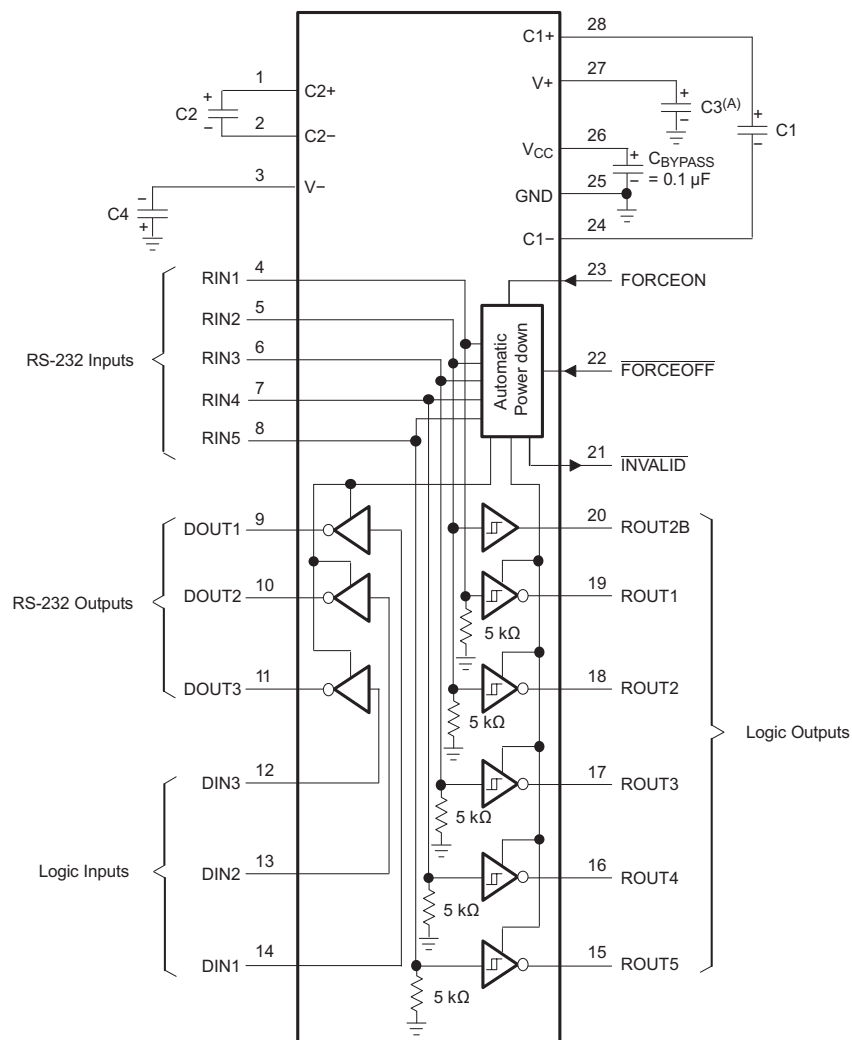 28
C1+
1
C2+
C2
+
−
2
C2−
3
V−
C4
−
+
V+
27
+
−
C3(A)
+
−
C1
26
VCC
+
−
CBYPASS
= 0.1 µF
GND
25
24
C1−
RS-232 Inputs
RIN1
4
RIN2
5
RIN3
6
RIN4
7
RIN5
8
Automatic
Power down
23
FORCEON
22
FORCEOFF
21
INVALID
RS-232 Outputs
DOUT1
9
DOUT2
10
DOUT3
11
Logic Inputs
DIN3
12
DIN2
13
DIN1
14
20
ROUT2B
19
ROUT1
5 kΩ
18
ROUT2
5 kΩ
17
ROUT3
5 kΩ
16
ROUT4
5 kΩ
15
ROUT5
5 kΩ
Logic Outputs